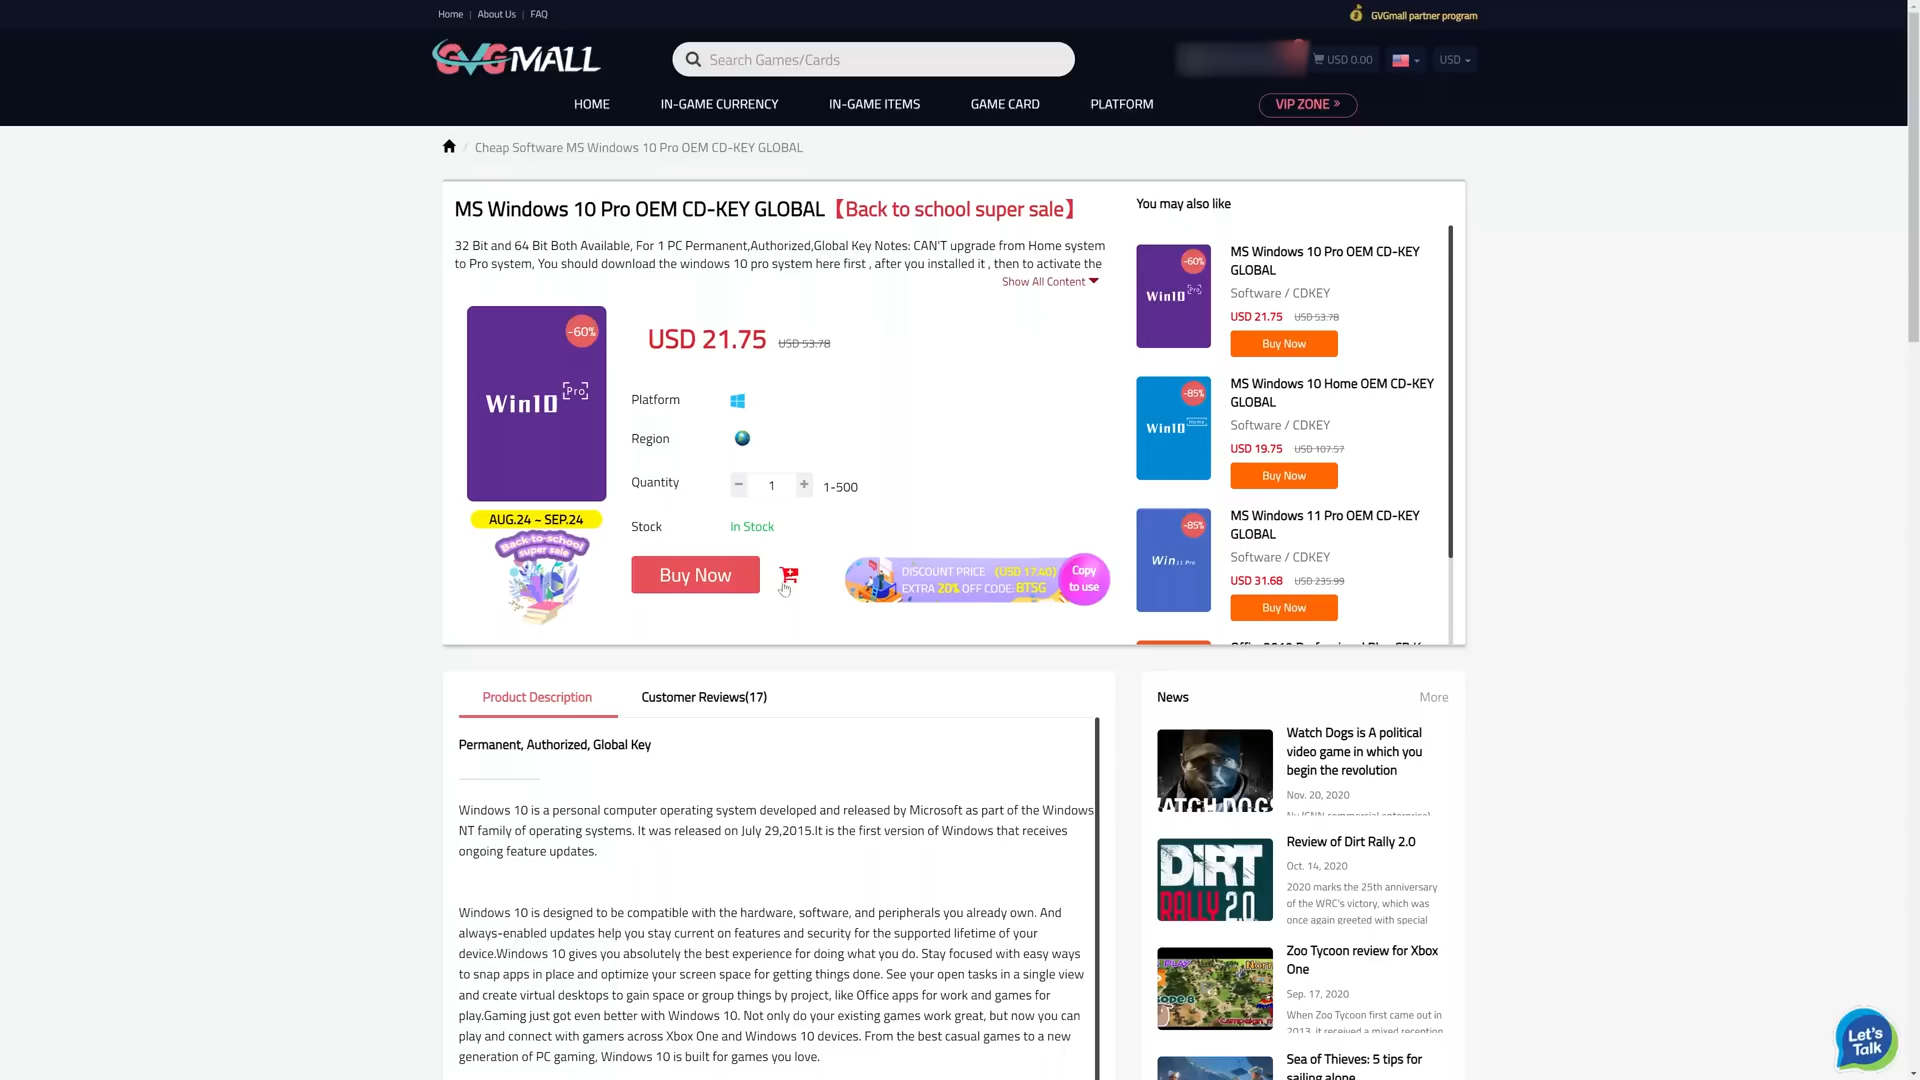 Home | About Us | FAQ
GVGmall partner program
GVGMALL
Search Games/Cards
USD 0.00
USD
HOME
IN-GAME CURRENCY
IN-GAME ITEMS
GAME CARD
PLATFORM
VIP ZONE »
/ Cheap Software MS Windows 10 Pro OEM CD-KEY GLOBAL
MS Windows 10 Pro OEM CD-KEY GLOBAL【Back to school super sale】
32 Bit and 64 Bit Both Available, For 1 PC Permanent,Authorized,Global Key Notes: CAN'T upgrade from Home system
to Pro system, You should download the windows 10 pro system here first , after you installed it , then to activate the
Show All Content
-60%
Win10 Pro
AUG.24 ~ SEP.24
Back to school
super sale
USD 21.75 USD 53.78
Platform
Region
Quantity
− 1 + 1-500
Stock
In Stock
Buy Now
DISCOUNT PRICE (USD 17.40)
EXTRA 20% OFF CODE: BTSG
Copy
to use
You may also like
-60%
Win10 Pro
MS Windows 10 Pro OEM CD-KEY
GLOBAL
Software / CDKEY
USD 21.75 USD 53.78
Buy Now
-85%
Win10 Home
MS Windows 10 Home OEM CD-KEY
GLOBAL
Software / CDKEY
USD 19.75 USD 107.57
Buy Now
-85%
Win 11 Pro
MS Windows 11 Pro OEM CD-KEY
GLOBAL
Software / CDKEY
USD 31.68 USD 235.99
Buy Now
Product Description
Customer Reviews(17)
Permanent, Authorized, Global Key
Windows 10 is a personal computer operating system developed and released by Microsoft as part of the Windows
NT family of operating systems. It was released on July 29,2015.It is the first version of Windows that receives
ongoing feature updates.
Windows 10 is designed to be compatible with the hardware, software, and peripherals you already own. And
always-enabled updates help you stay current on features and security for the supported lifetime of your
device.Windows 10 gives you absolutely the best experience for doing what you do. Stay focused with easy ways
to snap apps in place and optimize your screen space for getting things done. See your open tasks in a single view
and create virtual desktops to gain space or group things by project, like Office apps for work and games for
play.Gaming just got even better with Windows 10. Not only do your existing games work great, but now you can
play and connect with gamers across Xbox One and Windows 10 devices. From the best casual games to a new
generation of PC gaming, Windows 10 is built for games you love.
News
More
WATCH DOGS
Watch Dogs is A political
video game in which you
begin the revolution
Nov. 20, 2020
DiRT
RALLY 2.0
Review of Dirt Rally 2.0
Oct. 14, 2020
2020 marks the 25th anniversary
of the WRC's victory, which was
once again greeted with special
Zoo Tycoon review for Xbox
One
Sep. 17, 2020
When Zoo Tycoon first came out in
2013, it received a mixed reception
Sea of Thieves: 5 tips for
sailing alone
Let's
Talk